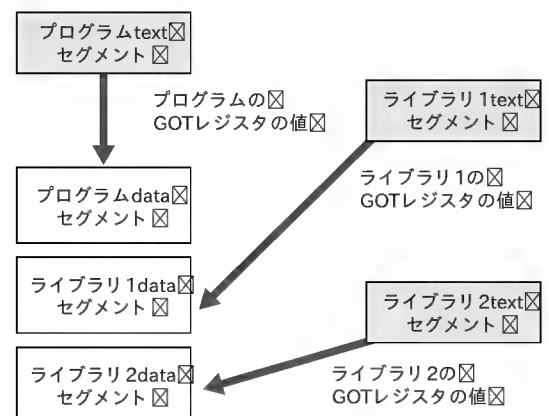 プログラムtext
セグメント
プログラムの
GOTレジスタの値
ライブラリ1text
セグメント
ライブラリ1の
GOTレジスタの値
プログラムdata
セグメント
ライブラリ1data
セグメント
ライブラリ2text
セグメント
ライブラリ2の
GOTレジスタの値
ライブラリ2data
セグメント